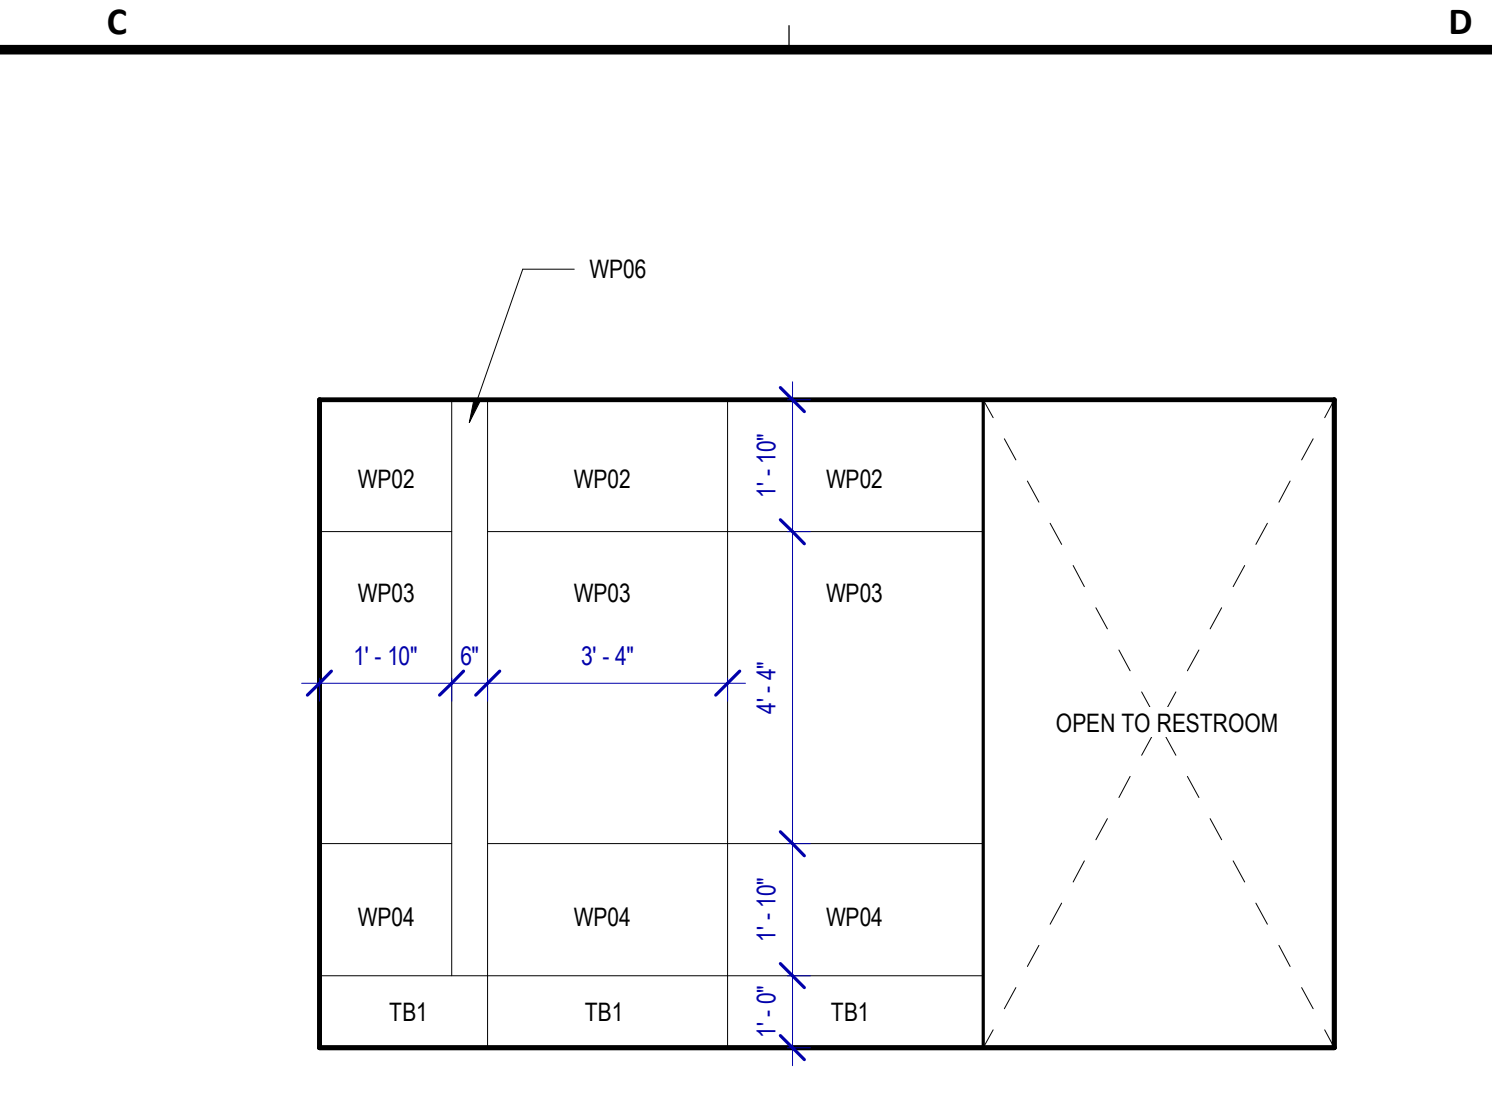 C
D
WP06
WP02
WP02
1' - 10"
WP02
WP03
WP03
WP03
1' - 10"
6"
3' - 4"
4' - 4"
OPEN TO RESTROOM
WP04
WP04
1' - 10"
WP04
TB1
TB1
1' - 0"
TB1